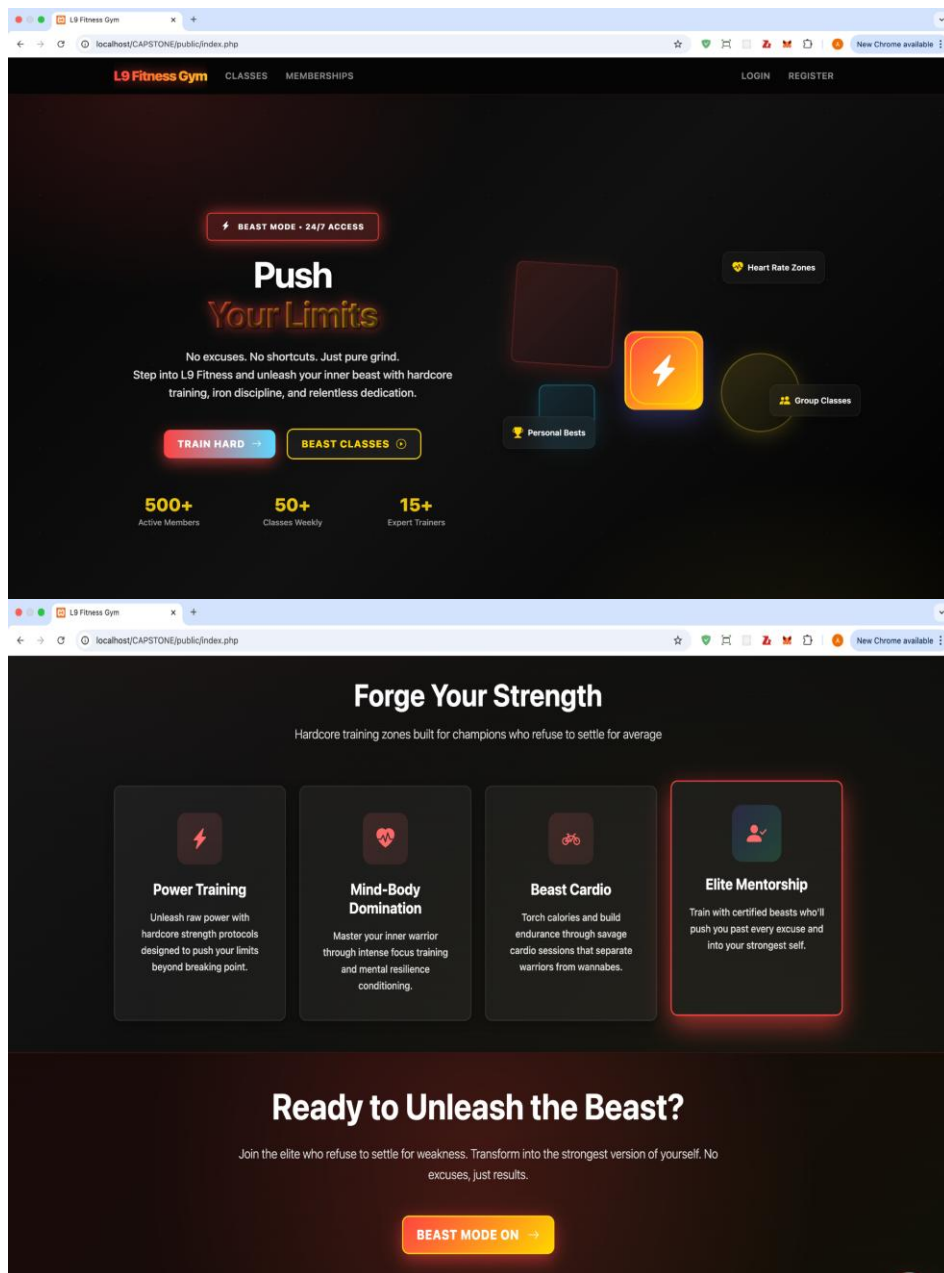 L9 Fitness Gym
localhost/CAPSTONE/public/index.php
New Chrome available
L9 Fitness Gym CLASSES MEMBERSHIPS LOGIN REGISTER
BEAST MODE • 24/7 ACCESS
Push
Your Limits
No excuses. No shortcuts. Just pure grind.
Step into L9 Fitness and unleash your inner beast with hardcore
training, iron discipline, and relentless dedication.
TRAIN HARD →
BEAST CLASSES
500+
Active Members
50+
Classes Weekly
15+
Expert Trainers
Heart Rate Zones
Group Classes
Personal Bests
L9 Fitness Gym
localhost/CAPSTONE/public/index.php
New Chrome available
Forge Your Strength
Hardcore training zones built for champions who refuse to settle for average
Power Training
Unleash raw power with
hardcore strength protocols
designed to push your limits
beyond breaking point.
Mind-Body
Domination
Master your inner warrior
through intense focus training
and mental resilience
conditioning.
Beast Cardio
Torch calories and build
endurance through savage
cardio sessions that separate
warriors from wannabes.
Elite Mentorship
Train with certified beasts who'll
push you past every excuse and
into your strongest self.
Ready to Unleash the Beast?
Join the elite who refuse to settle for weakness. Transform into the strongest version of yourself. No
excuses, just results.
BEAST MODE ON →